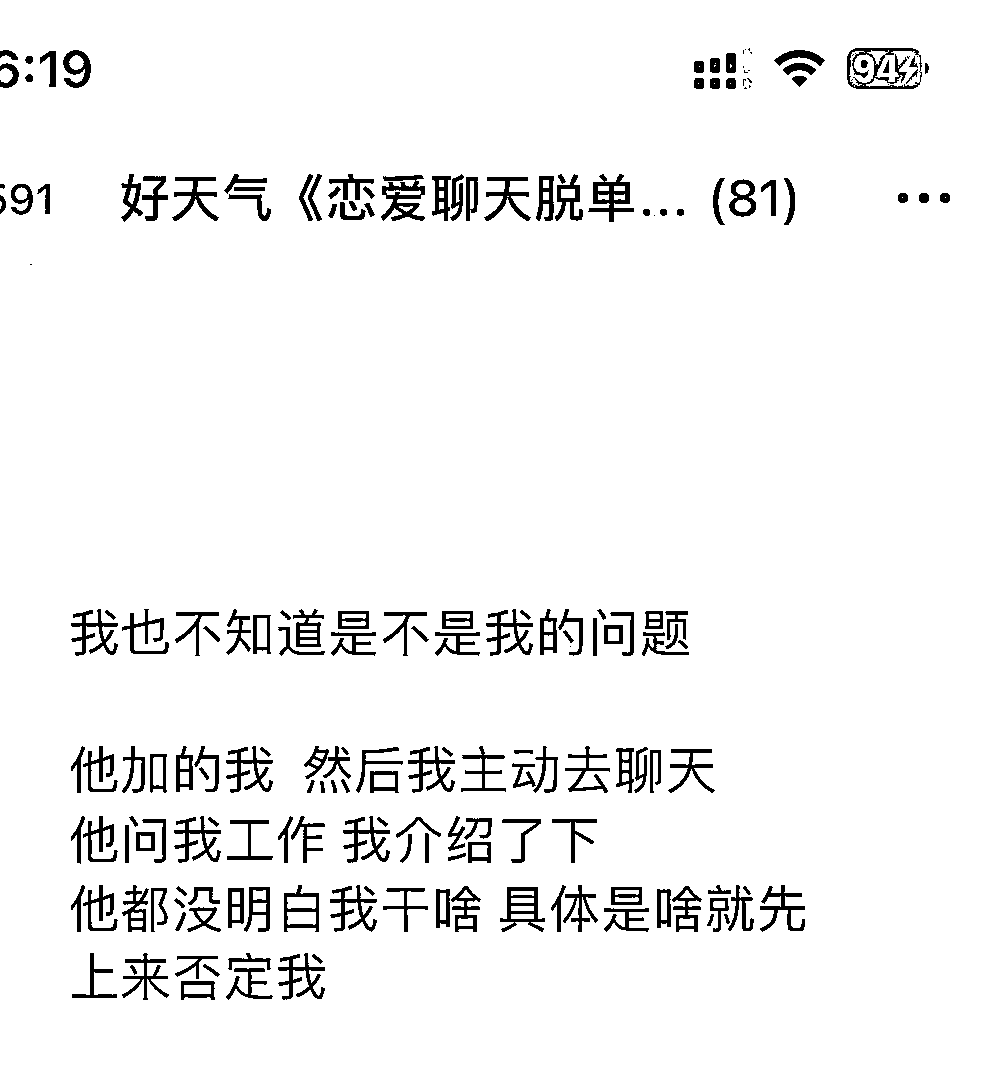 6:19
94
591 好天气《恋爱聊天脱单... (81)
我也不知道是不是我的问题
他加的我 然后我主动去聊天
他问我工作 我介绍了下
他都没明白我干啥 具体是啥就先
上来否定我